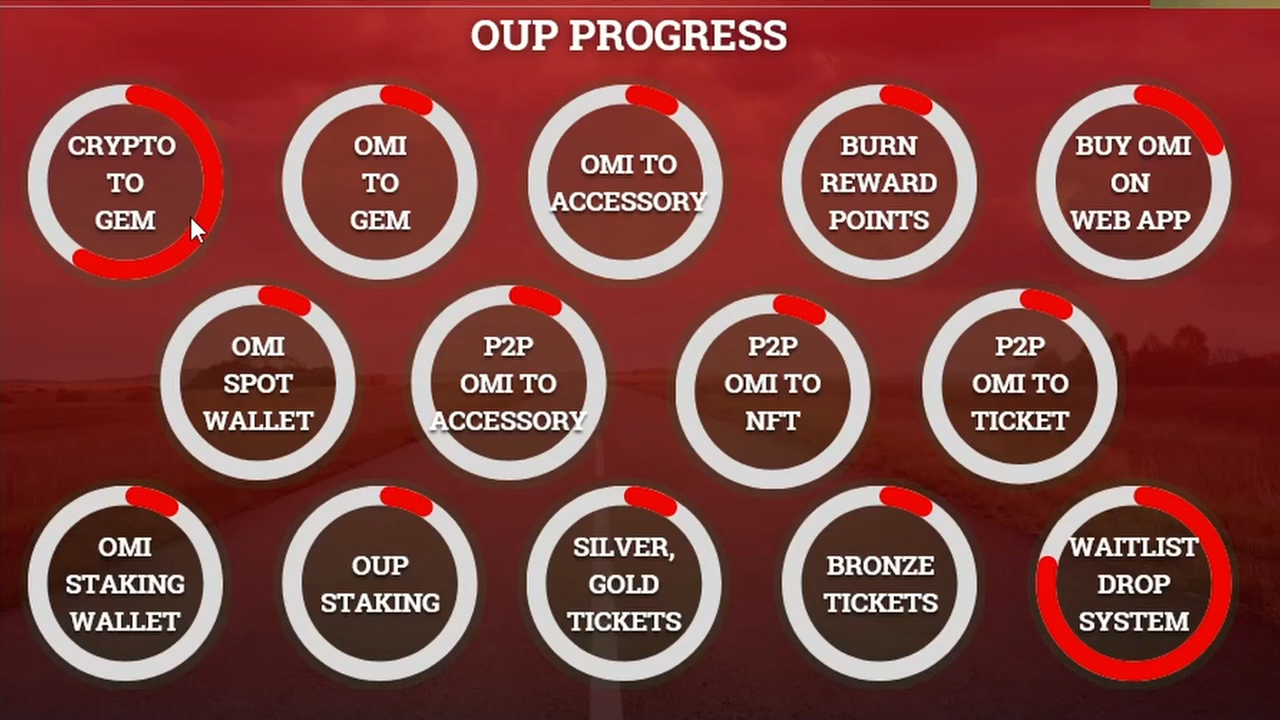 OUP PROGRESS
CRYPTO
TO
GEM
OMI
TO
GEM
OMI TO
ACCESSORY
BURN
REWARD
POINTS
BUY OMI
ON
WEB APP
OMI
SPOT
WALLET
P2P
OMI TO
ACCESSORY
P2P
OMI TO
NFT
P2P
OMI TO
TICKET
OMI
STAKING
WALLET
OUP
STAKING
SILVER,
GOLD
TICKETS
BRONZE
TICKETS
WAITLIST
DROP
SYSTEM